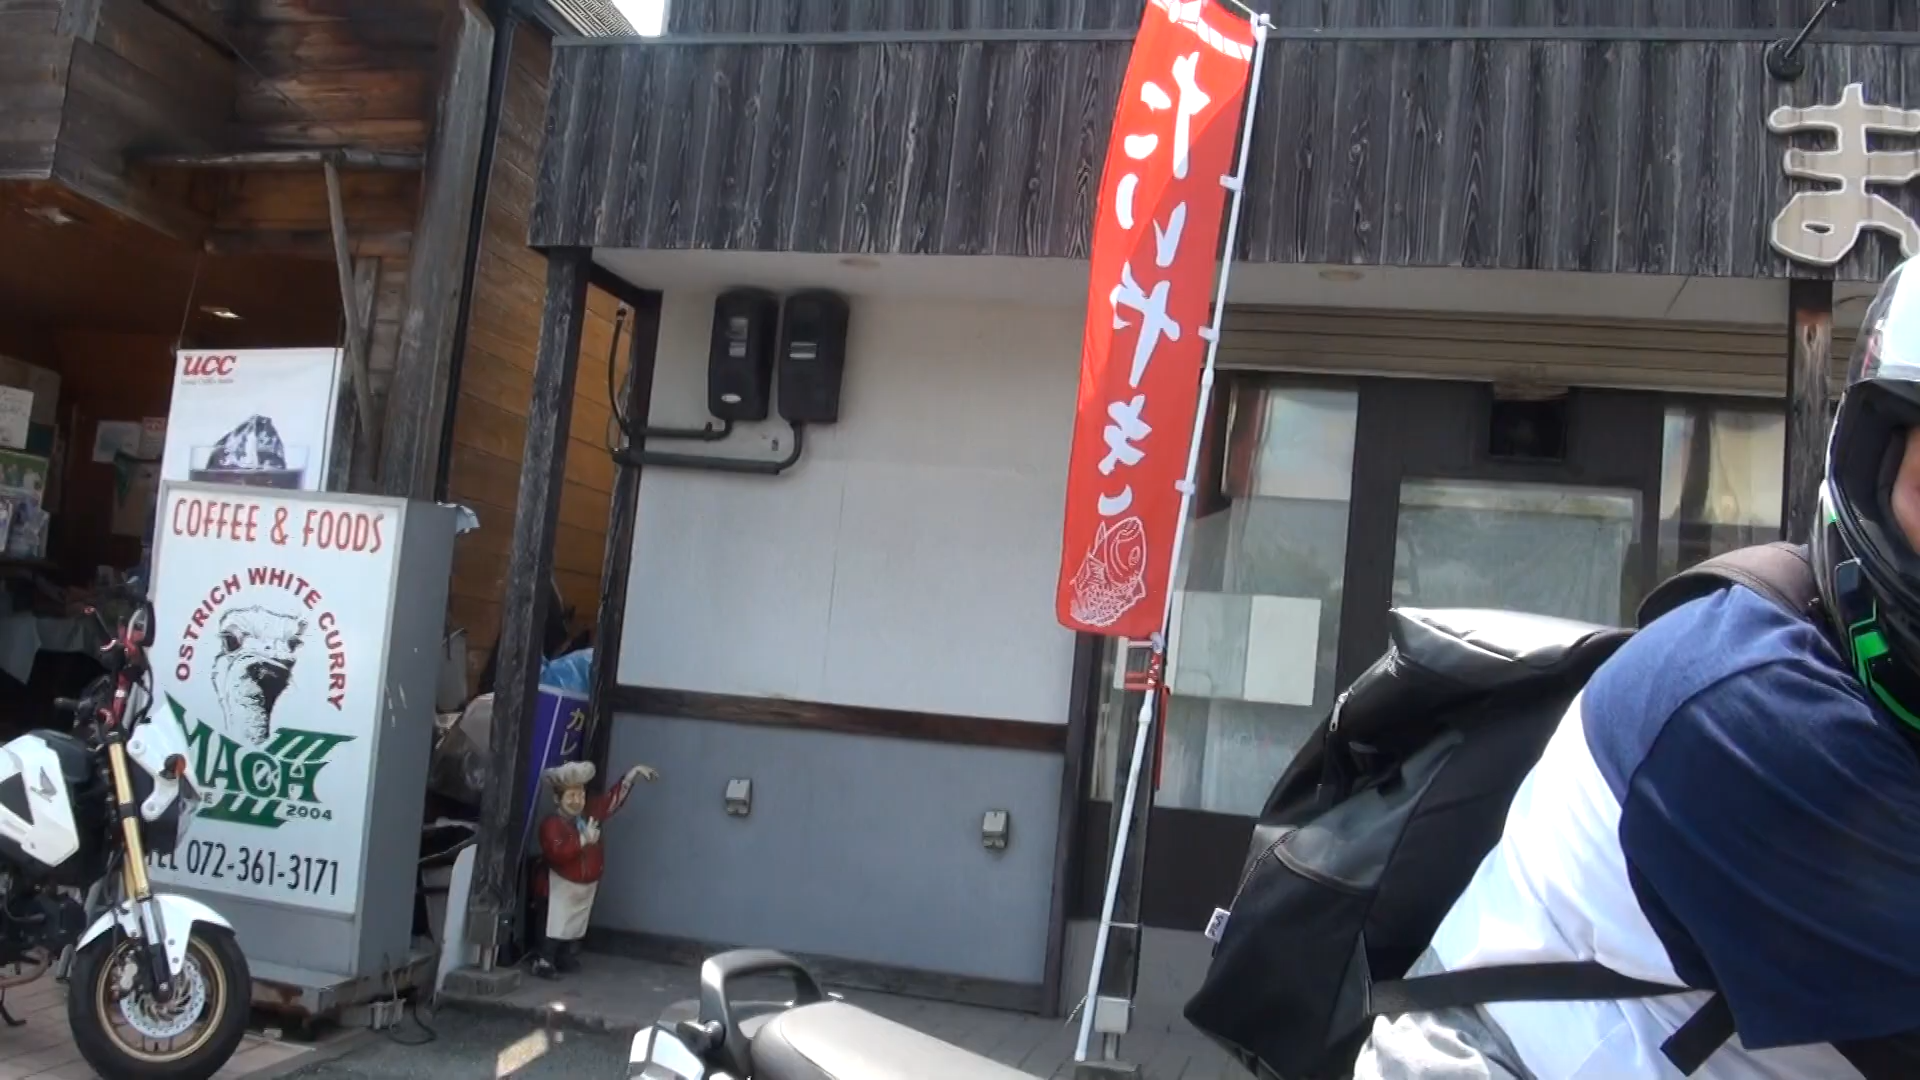 ucc
COFFEE & FOODS
OSTRICH WHITE CURRY
MACH
2004
TEL 072-361-3171
カレ
たいやき
ま